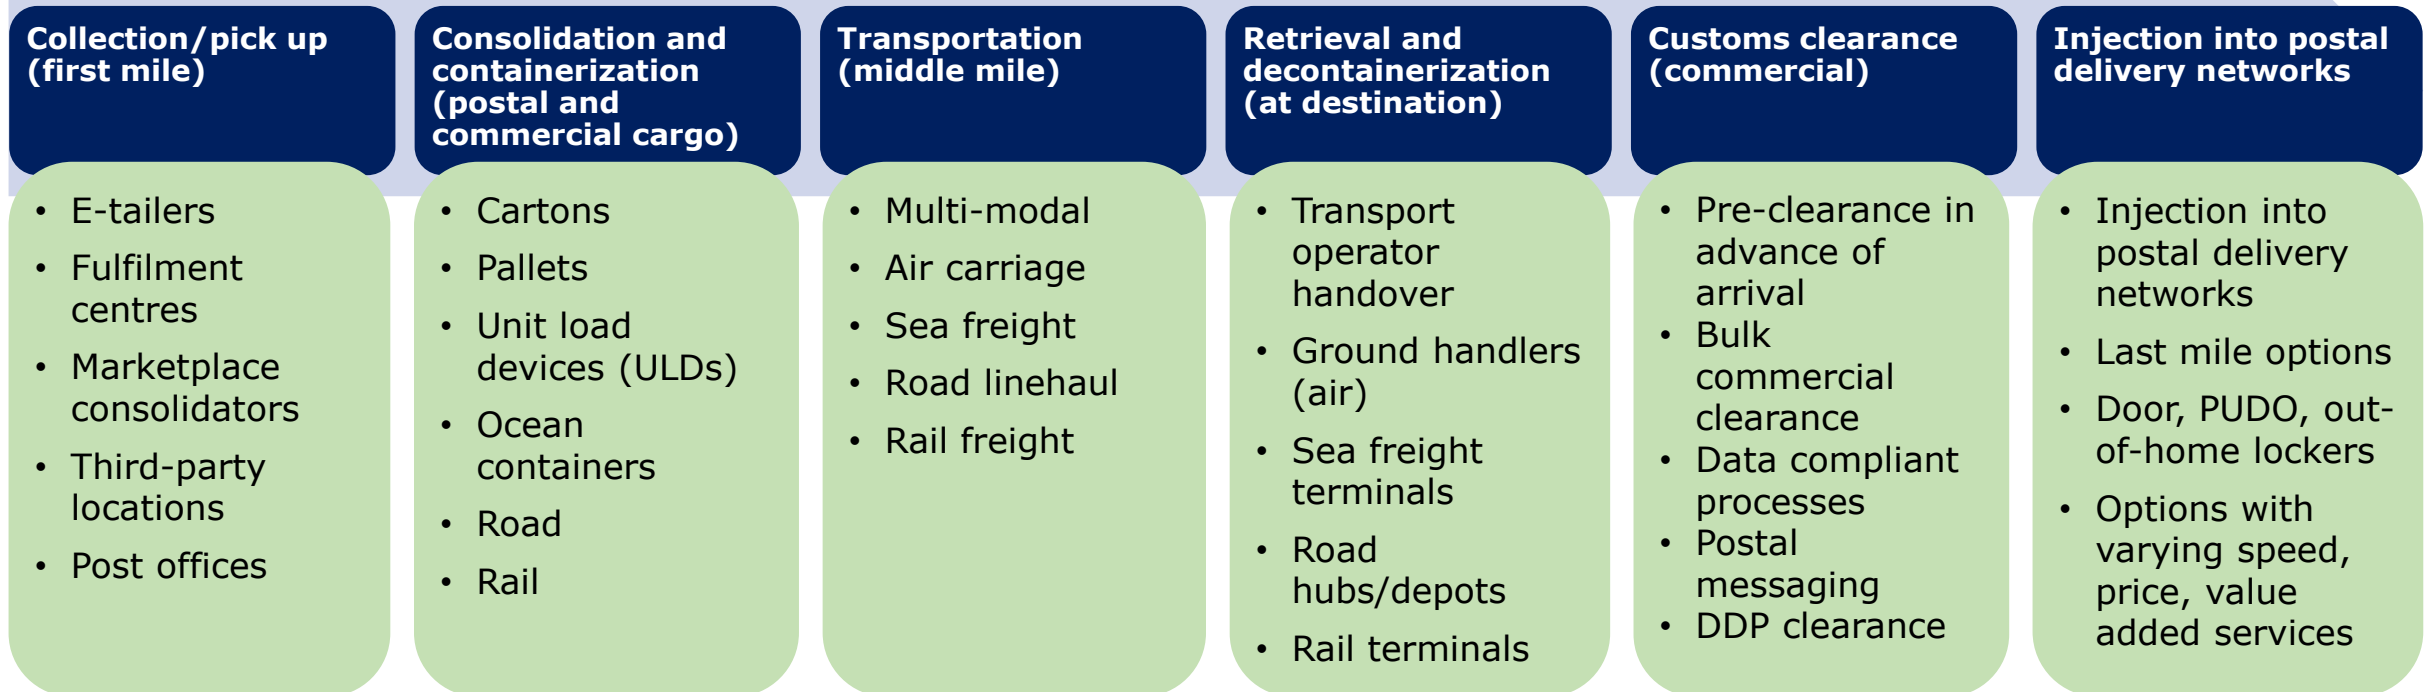 Collection/pick up
(first mile)
• E-tailers
• Fulfilment
centres
• Marketplace
consolidators
• Third-party
locations
• Post offices
Consolidation and
containerization
(postal and
commercial cargo)
• Cartons
• Pallets
• Unit load
devices (ULDs)
• Ocean
containers
• Road
• Rail
Transportation
(middle mile)
• Multi-modal
• Air carriage
• Sea freight
• Road linehaul
• Rail freight
Retrieval and
decontainerization
(at destination)
• Transport
operator
handover
• Ground handlers
(air)
• Sea freight
terminals
• Road
hubs/depots
• Rail terminals
Customs clearance
(commercial)
• Pre-clearance in
advance of
arrival
• Bulk
commercial
clearance
• Data compliant
processes
• Postal
messaging
• DDP clearance
Injection into postal
delivery networks
• Injection into
postal delivery
networks
• Last mile options
• Door, PUDO, out-
of-home lockers
• Options with
varying speed,
price, value
added services